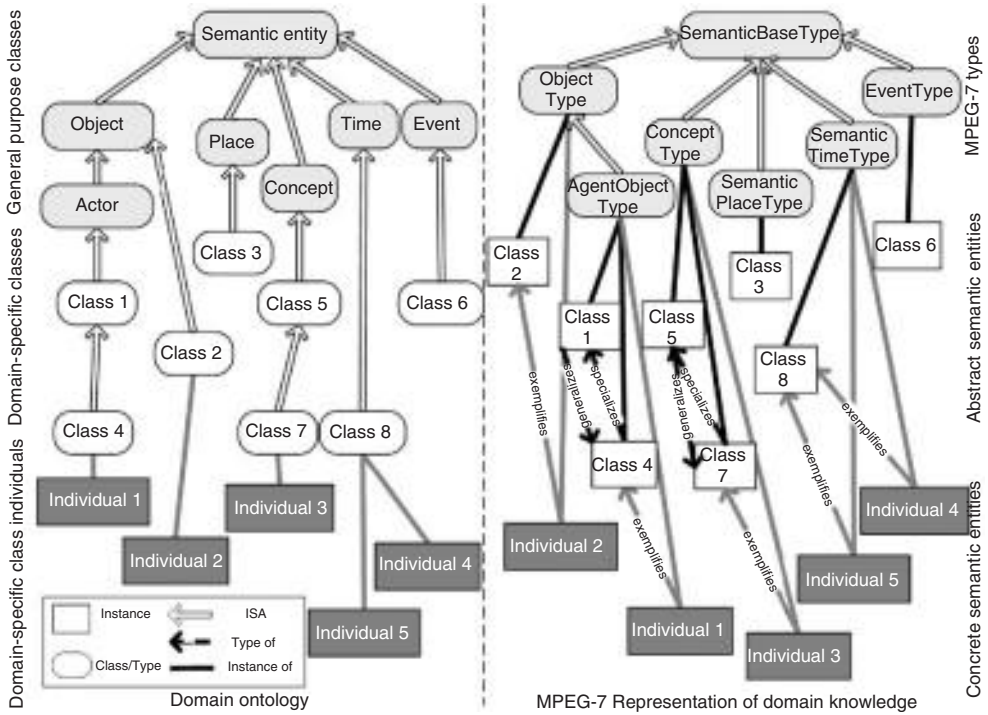 General purpose classes
Domain-specific classes
Domain-specific class individuals
Semantic entity
Object
Place
Time
Event
Actor
Concept
Class 3
Class 1
Class 5
Class 6
Class 2
Class 4
Class 7
Class 8
Individual 1
Individual 3
Individual 2
Individual 4
Individual 5
Instance
ISA
Type of
Class/Type
Instance of
Domain ontology
SemanticBaseType
Object
Type
EventType
Concept
Type
Semantic
TimeType
AgentObject
Type
Semantic
PlaceType
Class
2
Class
3
Class 6
Class
1
Class
5
Class
8
exemplifies
generalizes
specializes
generalizes
specializes
exemplifies
exemplifies
Class 4
Class
7
Individual 4
Individual 2
exemplifies
exemplifies
Individual 5
Individual 1
Individual 3
MPEG-7 Representation of domain knowledge
MPEG-7 types
Abstract semantic entities
Concrete semantic entities